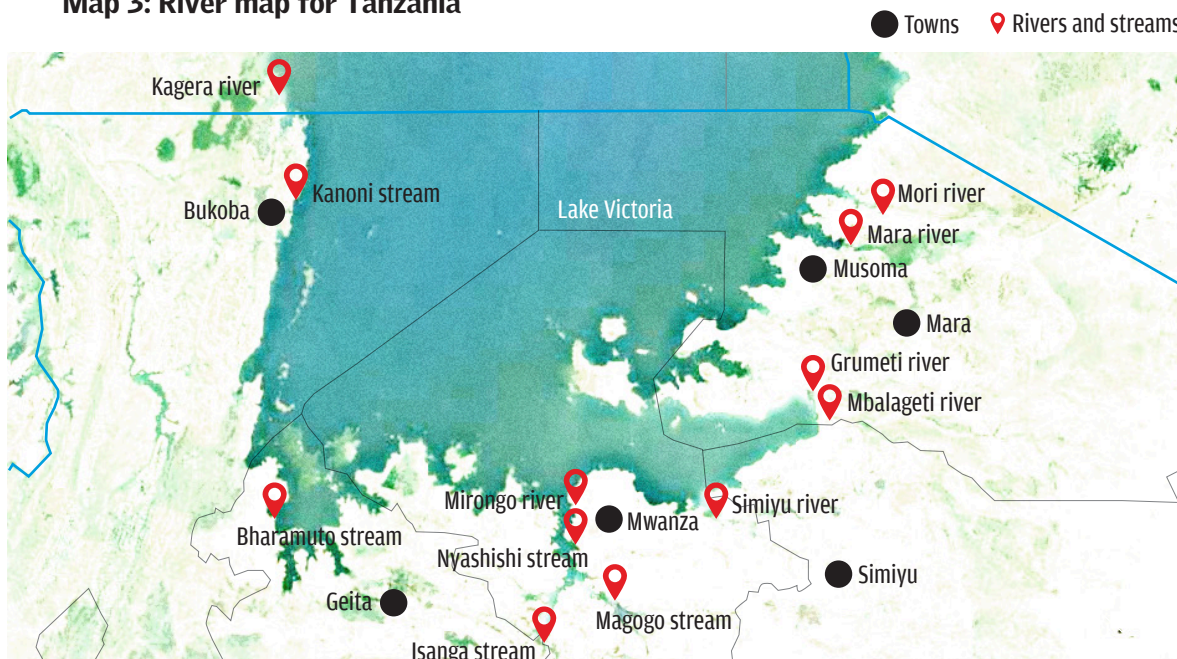 Map 3: River map for Tanzania
Towns
Rivers and streams
Kagera river
Kanoni stream
Bukoba
Lake Victoria
Mori river
Mara river
Musoma
Mara
Grumeti river
Mbalageti river
Mirongo river
Simiyu river
Mwanza
Bharamuto stream
Nyashishi stream
Simiyu
Geita
Magogo stream
Isanga stream